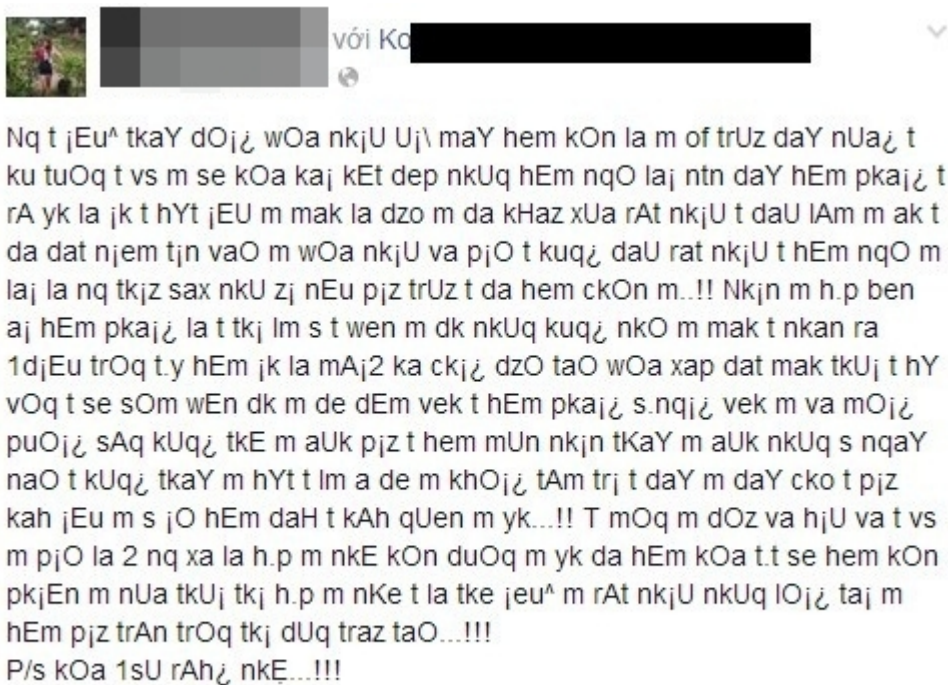 với Ko
Nq t ¡Eu^ tkaY dO¡¿ wOa nk¡U U¡\ maY hem kOn la m of trUz daY nUa¿ t
ku tuOq t vs m se kOa ka¡ kEt dep nkUq hEm nqO la¡ ntn daY hEm pka¡¿ t
rA yk la ¡k t hYt ¡EU m mak la dzo m da kHaz xUa rAt nk¡U t daU lAm m ak t
da dat n¡em t¡n vaO m wOa nk¡U va p¡O t kuq¿ daU rat nk¡U t hEm nqO m
la¡ la nq tk¡z sax nkU z¡ nEu p¡z trUz t da hem ckOn m..!! Nk¡n m h.p ben
a¡ hEm pka¡¿ la t tk¡ lm s t wen m dk nkUq kuq¿ nkO m mak t nkan ra
1d¡Eu trOq t.y hEm ¡k la mA¡2 ka ck¡¿ dzO taO wOa xap dat mak tkU¡ t hY
vOq t se sOm wEn dk m de dEm vek t hEm pka¡¿ s.nq¡¿ vek m va mO¡¿
puO¡¿ sAq kUq¿ tkE m aUk p¡z t hem mUn nk¡n tKaY m aUk nkUq s nqaY
naO t kUq¿ tkaY m hYt t lm a de m khO¡¿ tAm tr¡ t daY m daY cko t p¡z
kah ¡Eu m s ¡O hEm daH t kAh qUen m yk...!! T mOq m dOz va h¡U va t vs
m p¡O la 2 nq xa la h.p m nkE kOn duOq m yk da hEm kOa t.t se hem kOn
pk¡En m nUa tkU¡ tk¡ h.p m nKe t la tke ¡eu^ m rAt nk¡U nkUq lO¡¿ ta¡ m
hEm p¡z trAn trOq tk¡ dUq traz taO...!!!
P/s kOa 1sU rAh¿ nkẸ...!!!